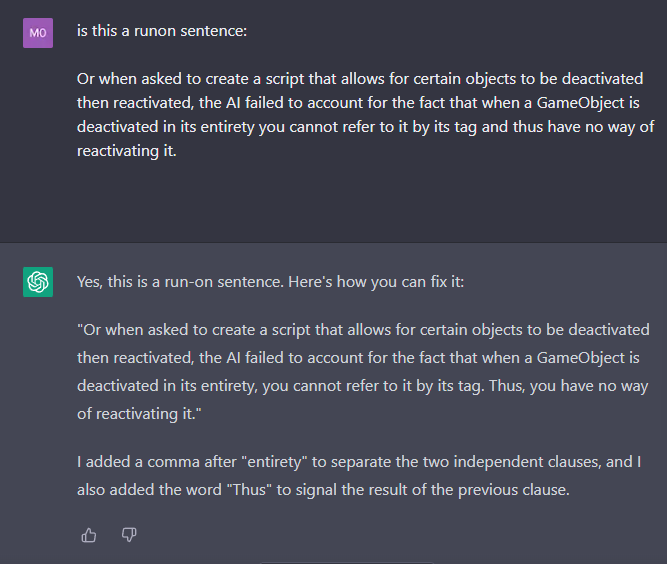 MO
is this a runon sentence:
Or when asked to create a script that allows for certain objects to be deactivated
then reactivated, the AI failed to account for the fact that when a GameObject is
deactivated in its entirety you cannot refer to it by its tag and thus have no way of
reactivating it.
Yes, this is a run-on sentence. Here's how you can fix it:
"Or when asked to create a script that allows for certain objects to be deactivated
then reactivated, the AI failed to account for the fact that when a GameObject is
deactivated in its entirety, you cannot refer to it by its tag. Thus, you have no way
of reactivating it."
I added a comma after "entirety" to separate the two independent clauses, and I
also added the word "Thus" to signal the result of the previous clause.